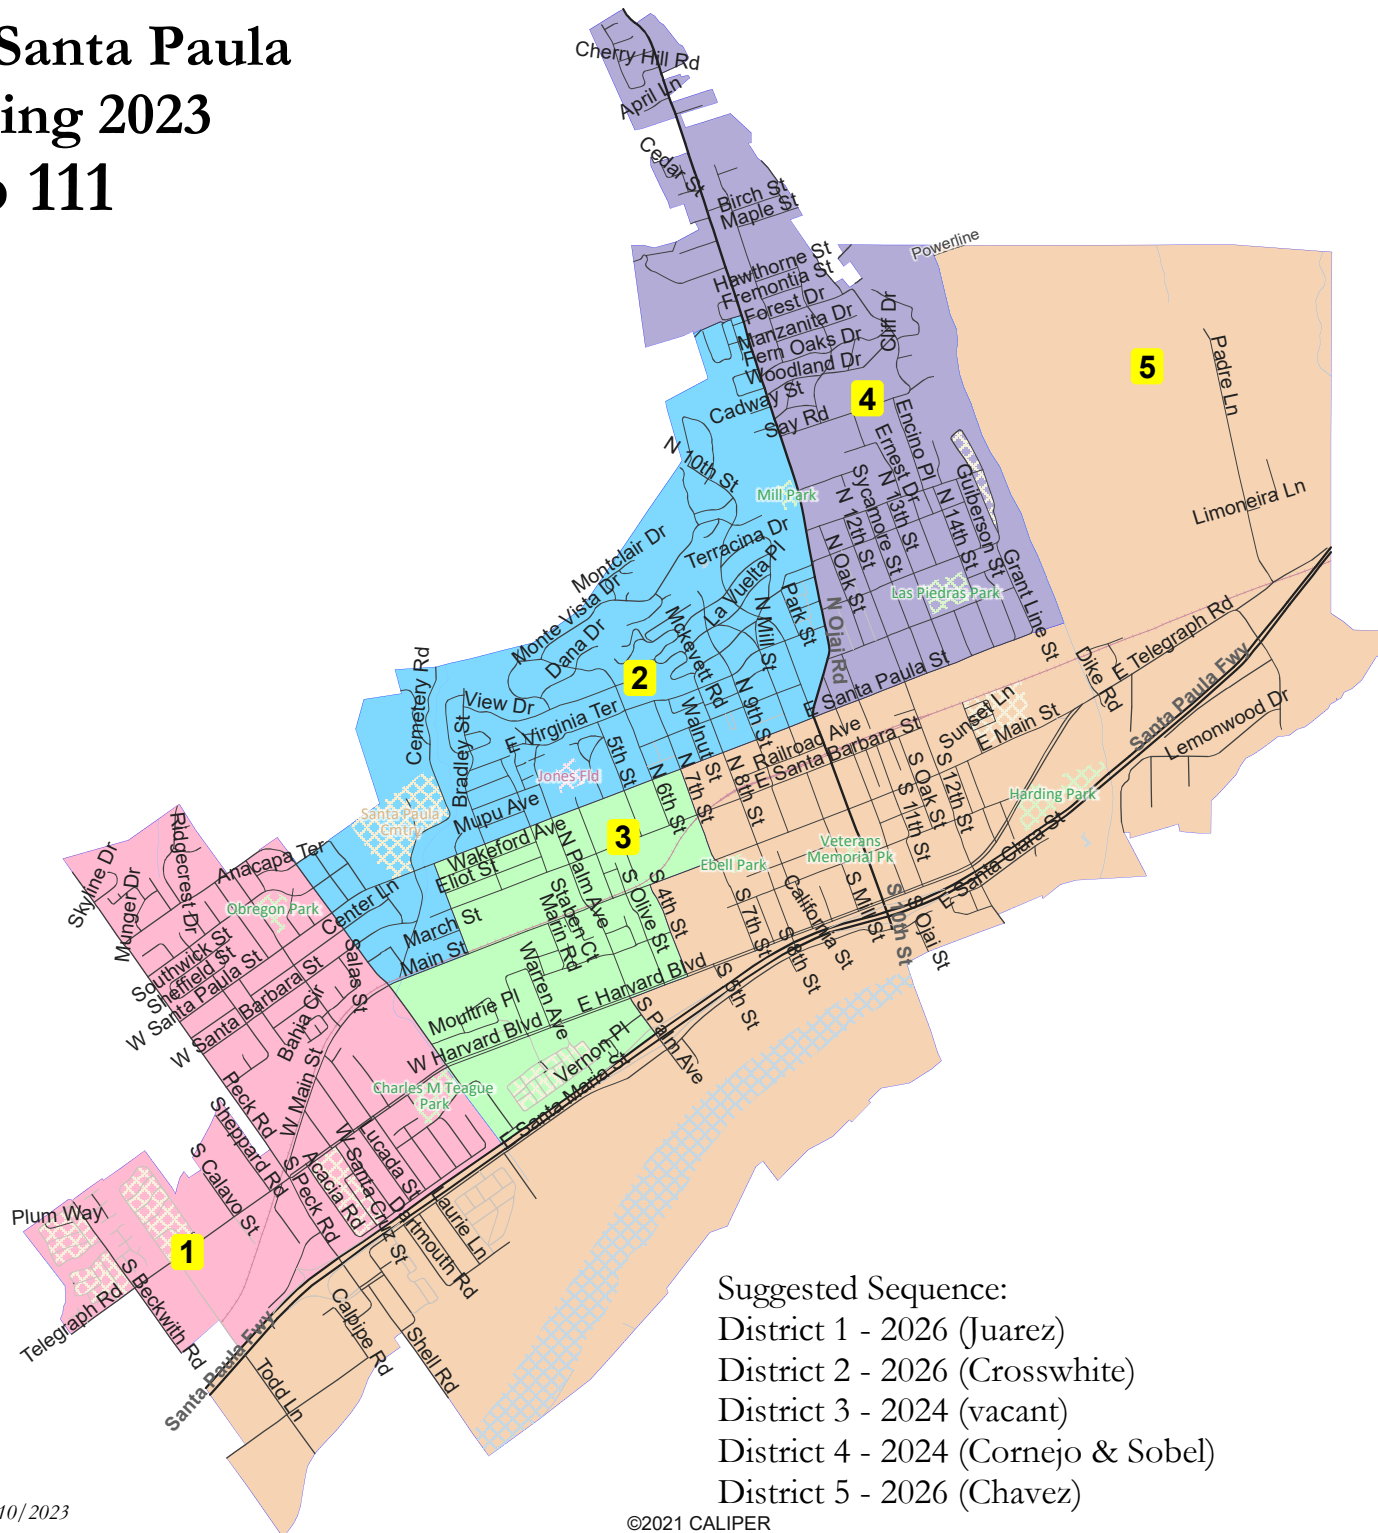 Santa Paula
ing 2023
111
Cherry Hill Rd
April Ln
Cedar St
Birch St
Maple St
Powerline
Hawthorne St
Fremontia St
Forest Dr
Manzanita Dr
Fern Oaks Dr
Woodland Dr
Cliff Dr
Cadway St
Say Rd
4
5
Padre Ln
Limoneira Ln
Encino Pl
Ernest Dr
N 10th St
Mill Park
Sycamore St
N 12th St
N 13th St
N 14th St
Guiberson St
Grant Line St
Terracina Dr
La Vuelta Pl
Montclair Dr
Monte Vista Dr
Dana Dr
Mckevett Rd
N Mill St
Park St
N Oak St
N Ojai Rd
Las Piedras Park
E Santa Paula St
Dike Rd
E Telegraph Rd
Santa Paula Fwy
Lemonwood Dr
2
Cemetery Rd
View Dr
Bradley St
E Virginia Ter
Walnut St
N 9th St
5th St
N 6th St
N 7th St
N 8th St
Railroad Ave
E Santa Barbara St
Sunset Ln
E Main St
Jones Fld
Mupu Ave
Santa Paula
Cmtry
Harding Park
S Oak St
S 12th St
S 11th St
3
Wakeford Ave
Eliot St
N Palm Ave
Ebell Park
Veterans
Memorial Pk
Skyline Dr
Munger Dr
Ridgecrest Dr
Anacapa Ter
Obregon Park
Center Ln
March St
Main St
Staben Ct
Marin Rd
S Olive St
S 4th St
S 7th St
California St
S Mill St
S 10th St
S Ojai St
E Santa Clara St
S 8th St
S 5th St
Southwick St
Sheffield St
W Santa Paula St
W Santa Barbara St
Salas St
Bahia Cir
Warren Ave
Moultrie Pl
E Harvard Blvd
W Harvard Blvd
Vernon Pl
S Palm Ave
E Santa Maria St
Charles M Teague
Park
Peck Rd
W Main St
Sheppard Rd
S Calavo St
S Peck Rd
Acacia Rd
W Santa Cruz St
Lucada St
Dartmouth Rd
Laurie Ln
Plum Way
1
S Beckwith Rd
Telegraph Rd
Santa Paula Fwy
Todd Ln
Calpipe Rd
Shell Rd
Suggested Sequence:
District 1 - 2026 (Juarez)
District 2 - 2026 (Crosswhite)
District 3 - 2024 (vacant)
District 4 - 2024 (Cornejo & Sobel)
District 5 - 2026 (Chavez)
10/2023
©2021 CALIPER